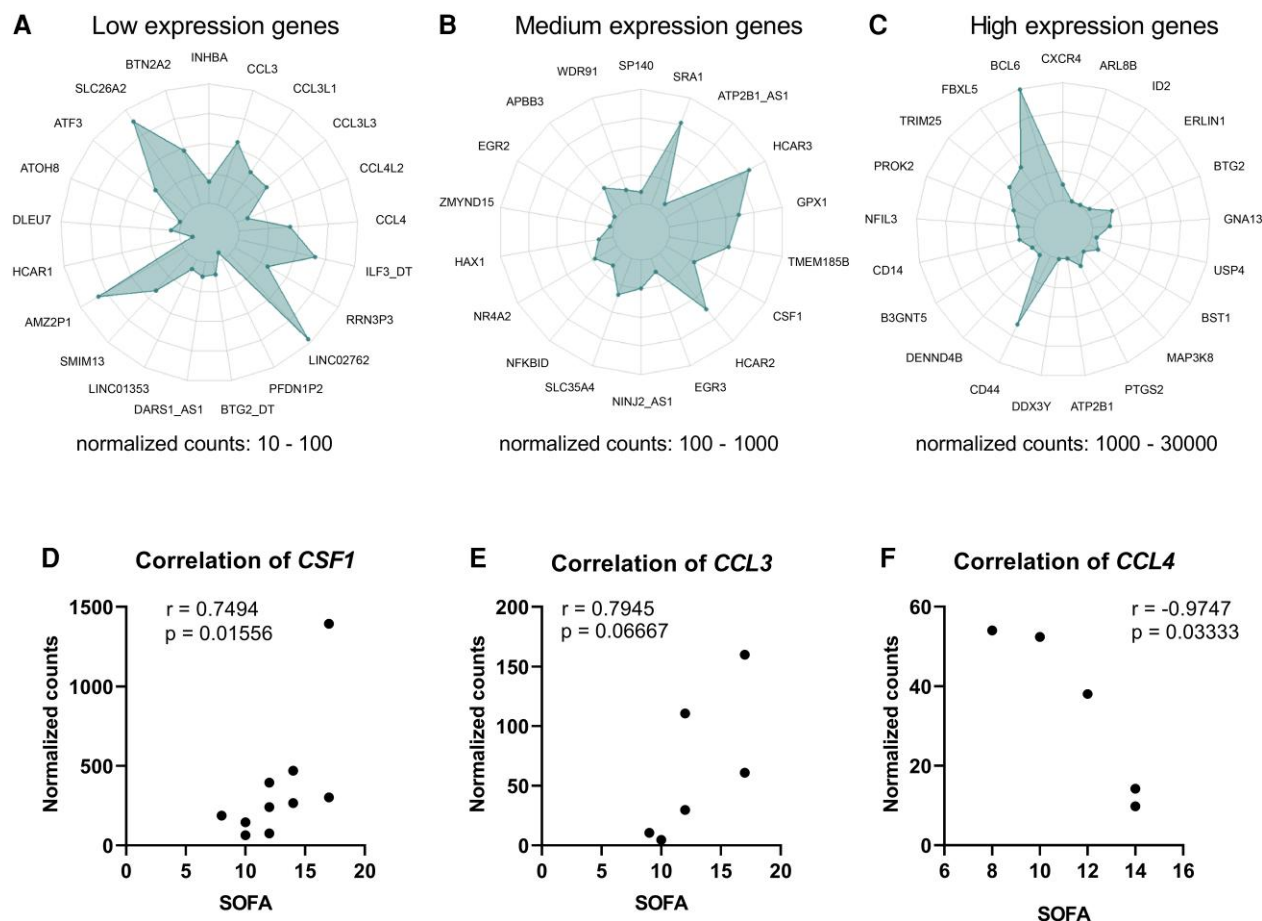 A Low expression genes
INHBA
CCL3
CCL3L1
CCL3L3
CCL4L2
CCL4
ILF3_DT
RRN3P3
LINC02762
PFDN1P2
BTG2_DT
DARS1_AS1
LINC01353
SMIM13
AMZ2P1
HCAR1
DLEU7
ATOH8
ATF3
SLC26A2
BTN2A2
normalized counts: 10 - 100
B Medium expression genes
SP140
SRA1
ATP2B1_AS1
HCAR3
GPX1
TMEM185B
CSF1
HCAR2
EGR3
NINJ2_AS1
SLC35A4
NFKBID
NR4A2
HAX1
ZMYND15
EGR2
APBB3
WDR91
normalized counts: 100 - 1000
C High expression genes
CXCR4
ARL8B
ID2
ERLIN1
BTG2
GNA13
USP4
BST1
MAP3K8
PTGS2
ATP2B1
DDX3Y
CD44
DENND4B
B3GNT5
CD14
NFIL3
PROK2
TRIM25
FBXL5
BCL6
normalized counts: 1000 - 30000
D Correlation of CSF1
r = 0.7494
p = 0.01556
Normalized counts
1500
1000
500
0
0 5 10 15 20
SOFA
E Correlation of CCL3
r = 0.7945
p = 0.06667
Normalized counts
200
150
100
50
0
0 5 10 15 20
SOFA
F Correlation of CCL4
r = -0.9747
p = 0.03333
Normalized counts
60
40
20
0
6 8 10 12 14 16
SOFA